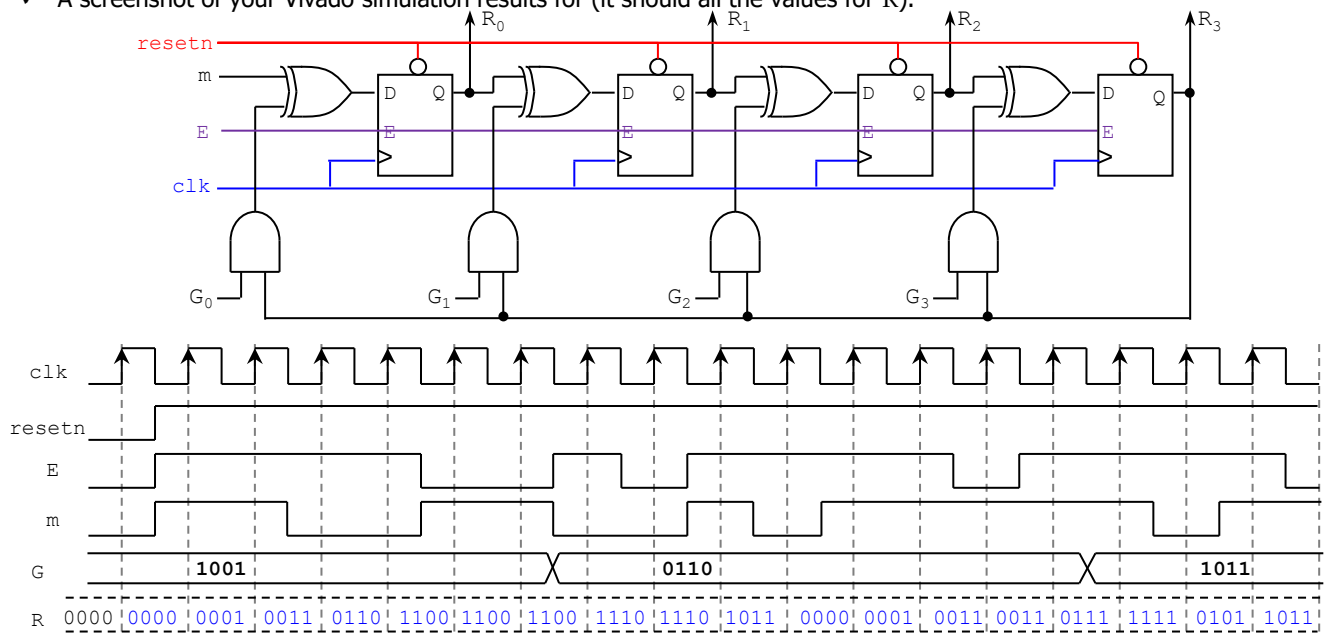 ✓ A screenshot of your Vivado simulation results for (it should all the values for R).
R0 R1 R2 R3
resetn
m D Q D Q D Q D Q
E E E E E
clk
G0 G1 G2 G3
clk
resetn
E
m
G 1001 0110 1011
R 0000 0000 0001 0011 0110 1100 1100 1100 1110 1110 1011 0000 0001 0011 0011 0111 1111 0101 1011